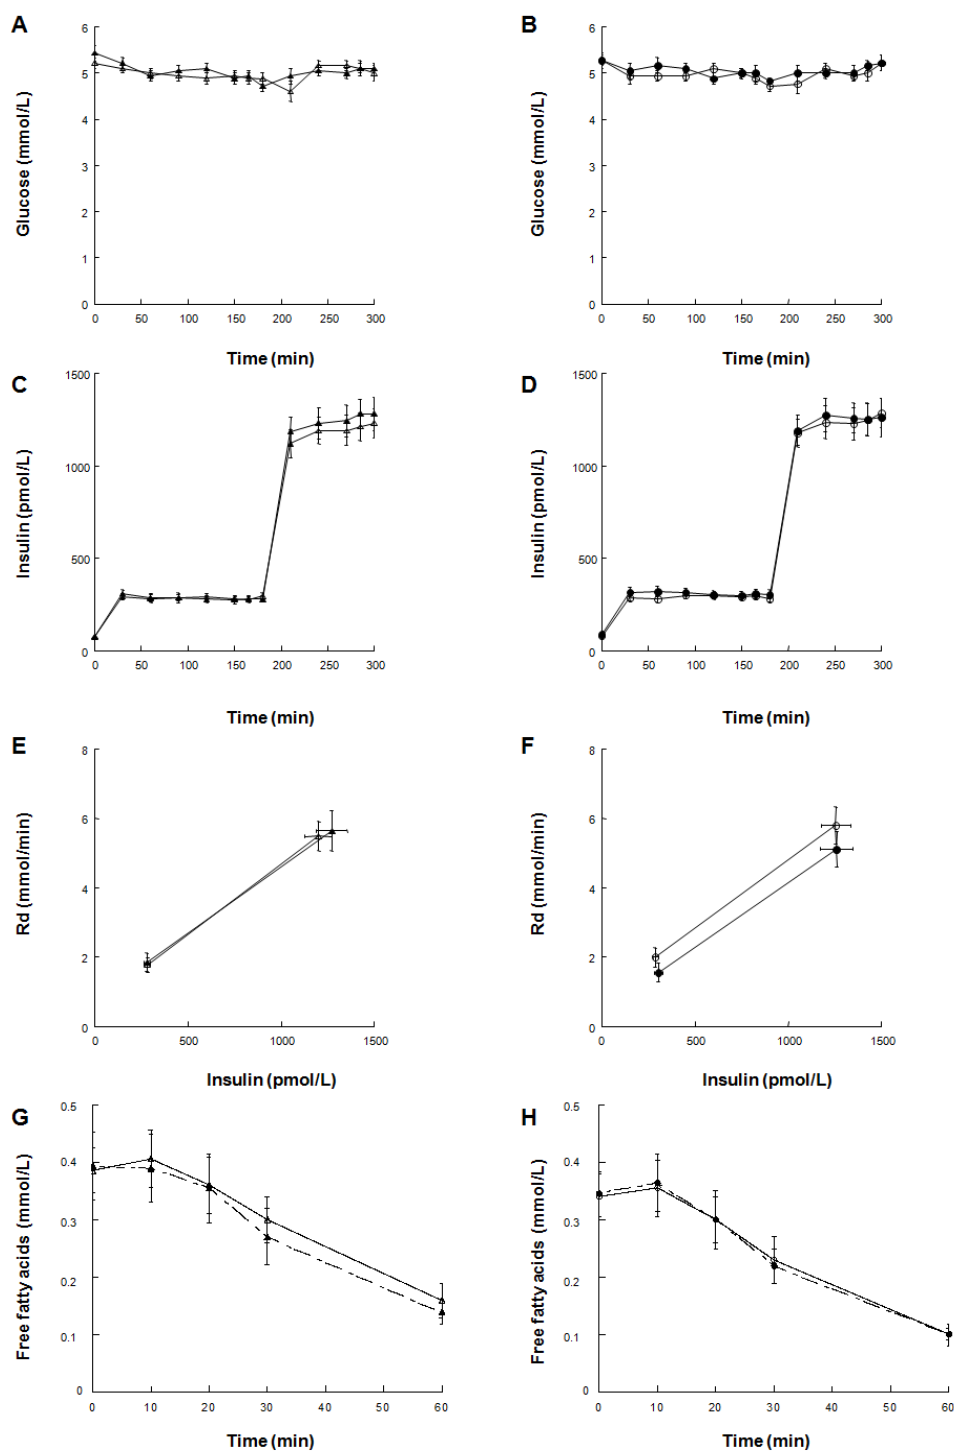 A
B
6
5
4
3
2
1
0
Glucose (mmol/L)
0 50 100 150 200 250 300
Time (min)
6
5
4
3
2
1
0
Glucose (mmol/L)
0 50 100 150 200 250 300
Time (min)
C
D
1500
1000
500
0
Insulin (pmol/L)
0 50 100 150 200 250 300
Time (min)
1500
1000
500
0
Insulin (pmol/L)
0 50 100 150 200 250 300
Time (min)
E
F
8
6
4
2
0
Rd (mmol/min)
0 500 1000 1500
Insulin (pmol/L)
8
6
4
2
0
Rd (mmol/min)
0 500 1000 1500
Insulin (pmol/L)
G
H
0.5
0.4
0.3
0.2
0.1
0
Free fatty acids (mmol/L)
0 10 20 30 40 50 60
Time (min)
0.5
0.4
0.3
0.2
0.1
0
Free fatty acids (mmol/L)
0 10 20 30 40 50 60
Time (min)